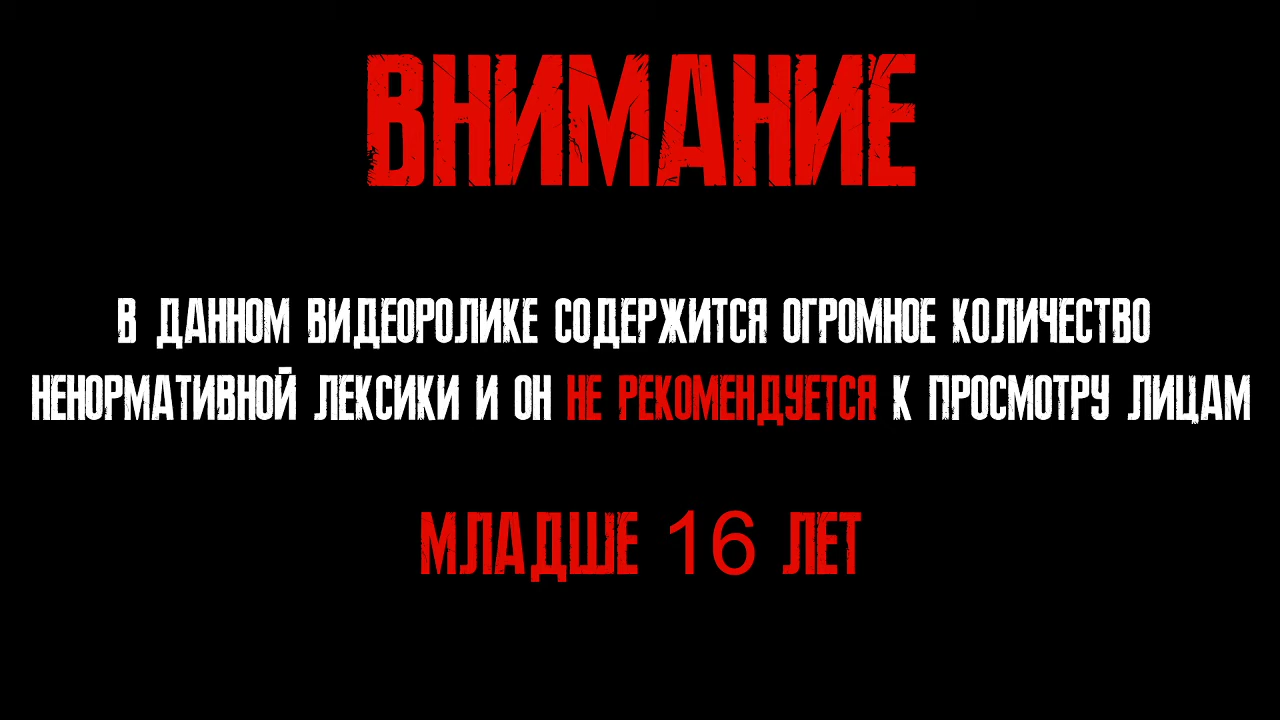 ВНИМАНИЕ
В ДАННОМ ВИДЕОРОЛИКЕ СОДЕРЖИТСЯ ОГРОМНОЕ КОЛИЧЕСТВО
НЕНОРМАТИВНОЙ ЛЕКСИКИ И ОН НЕ РЕКОМЕНДУЕТСЯ К ПРОСМОТРУ ЛИЦАМ
МЛАДШЕ 16 ЛЕТ